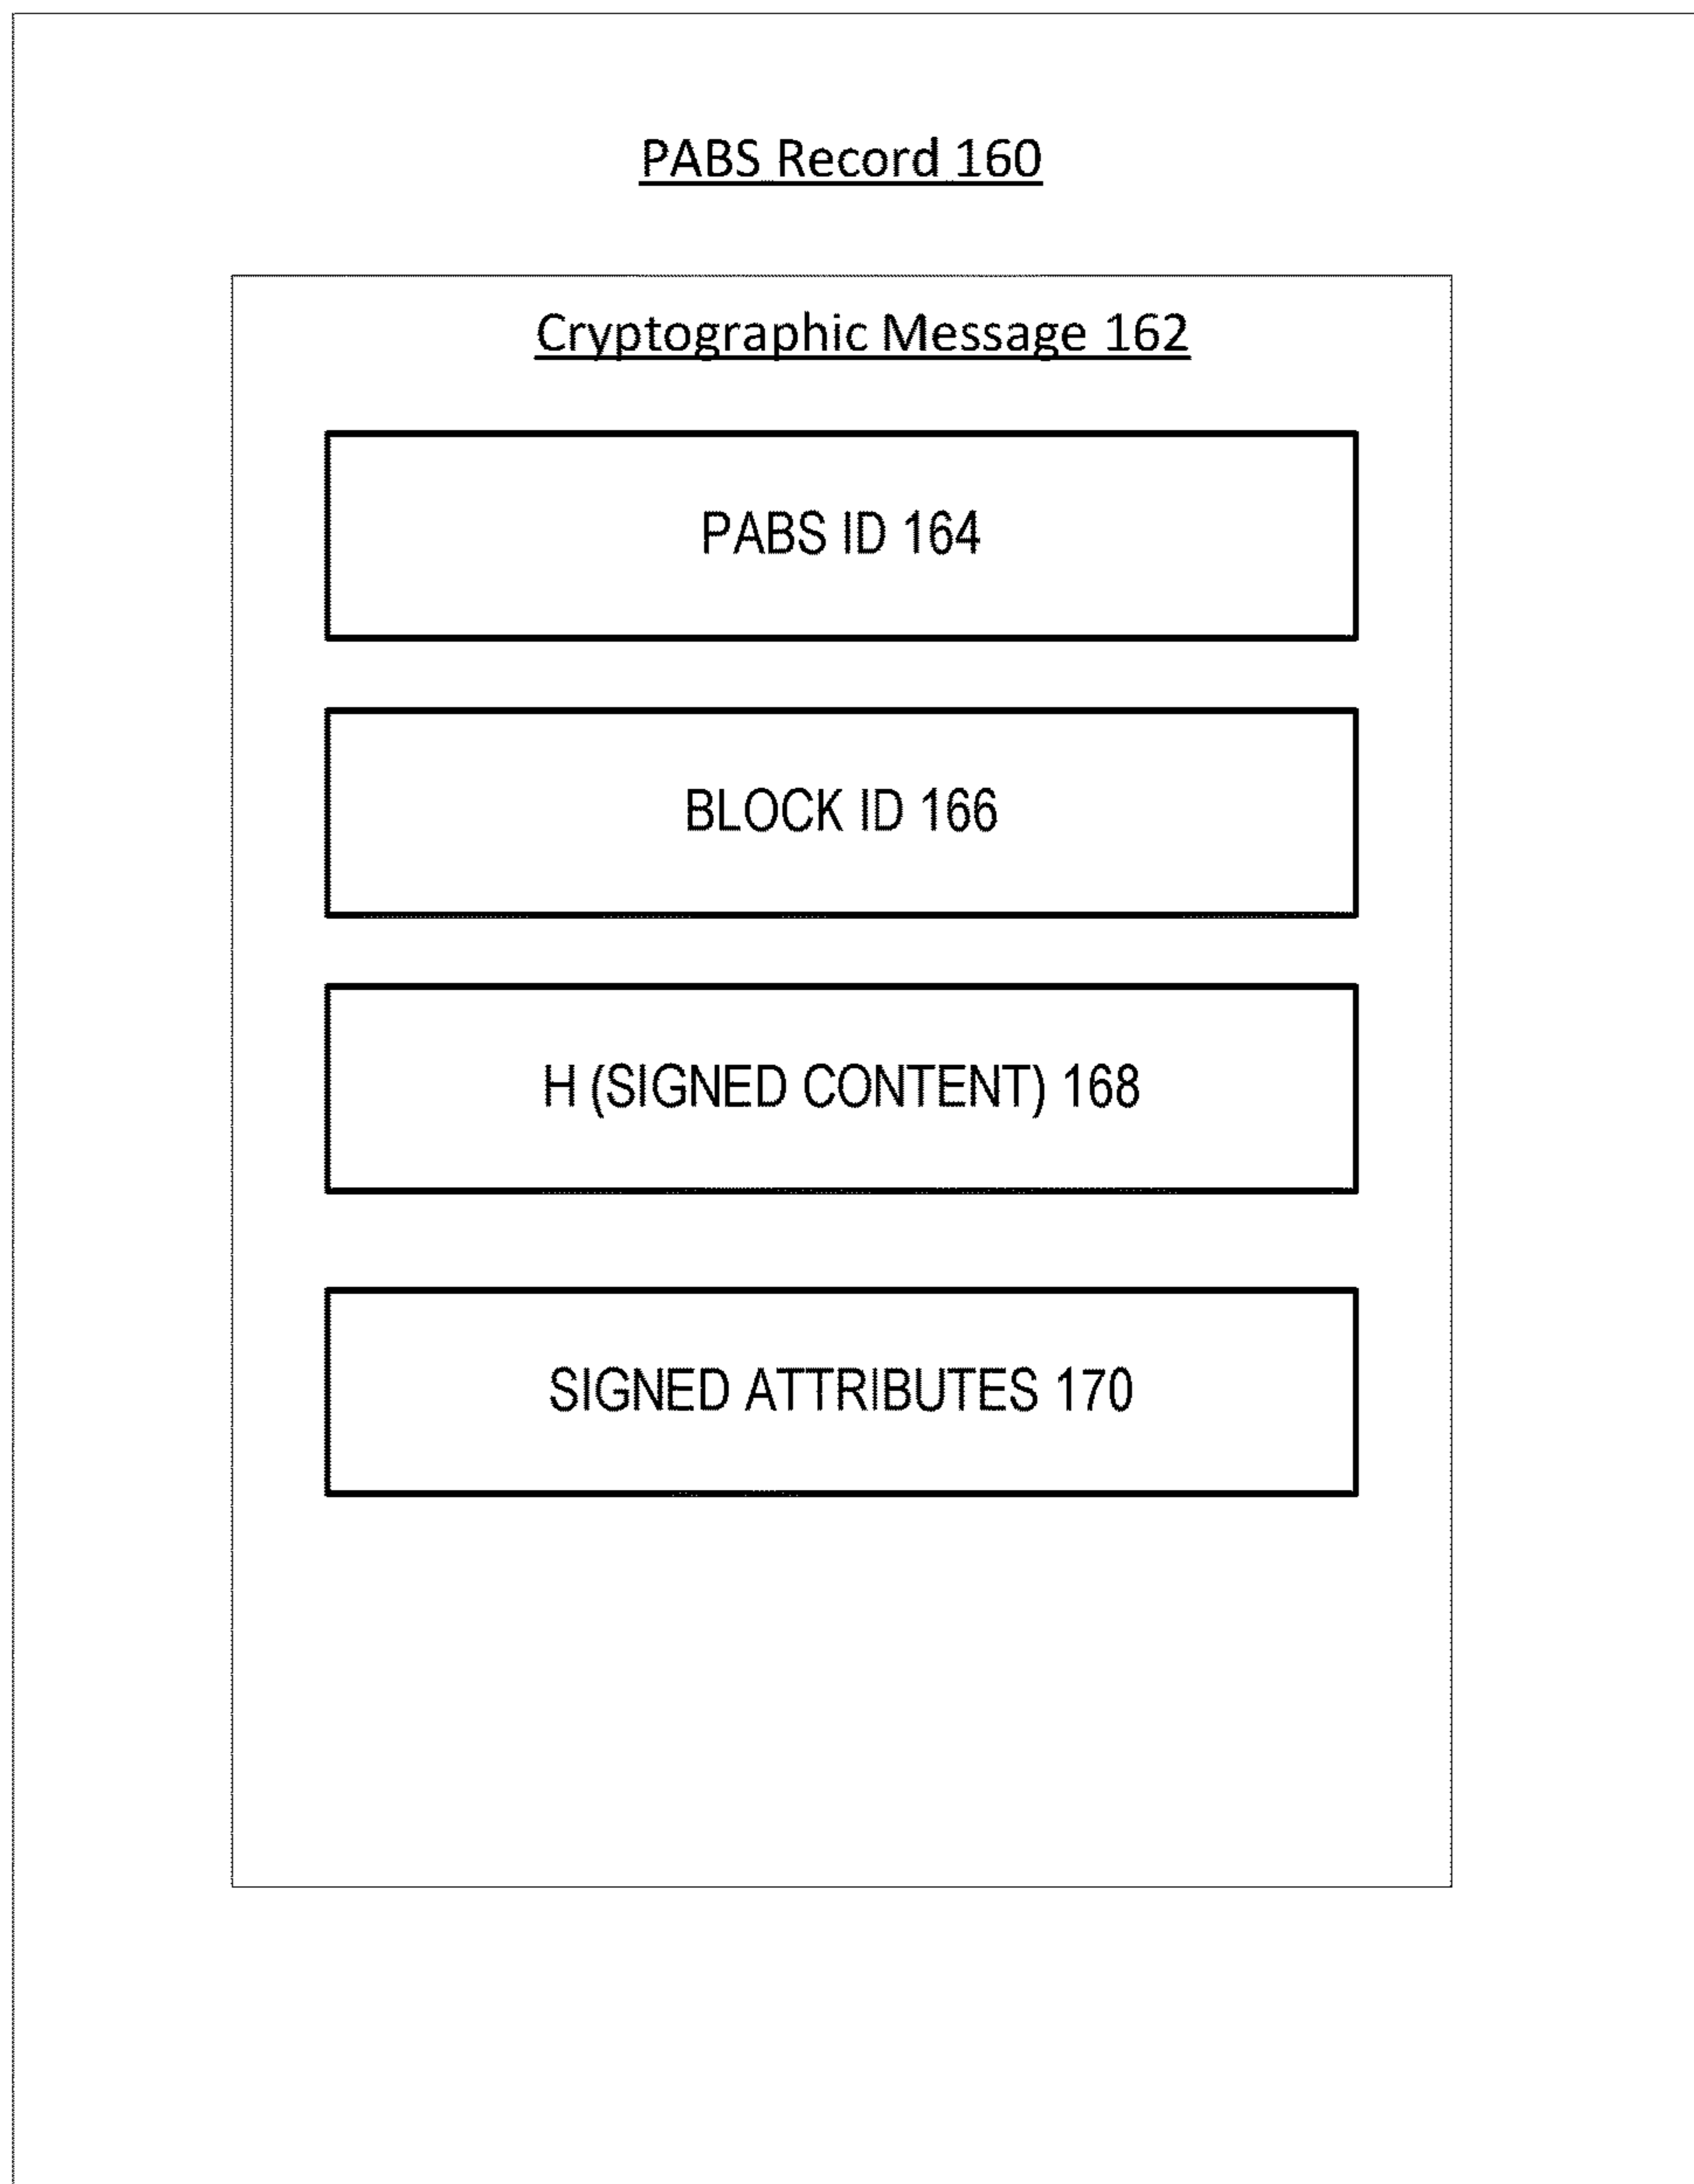 PABS Record 160
Cryptographic Message 162
PABS ID 164
BLOCK ID 166
H (SIGNED CONTENT) 168
SIGNED ATTRIBUTES 170